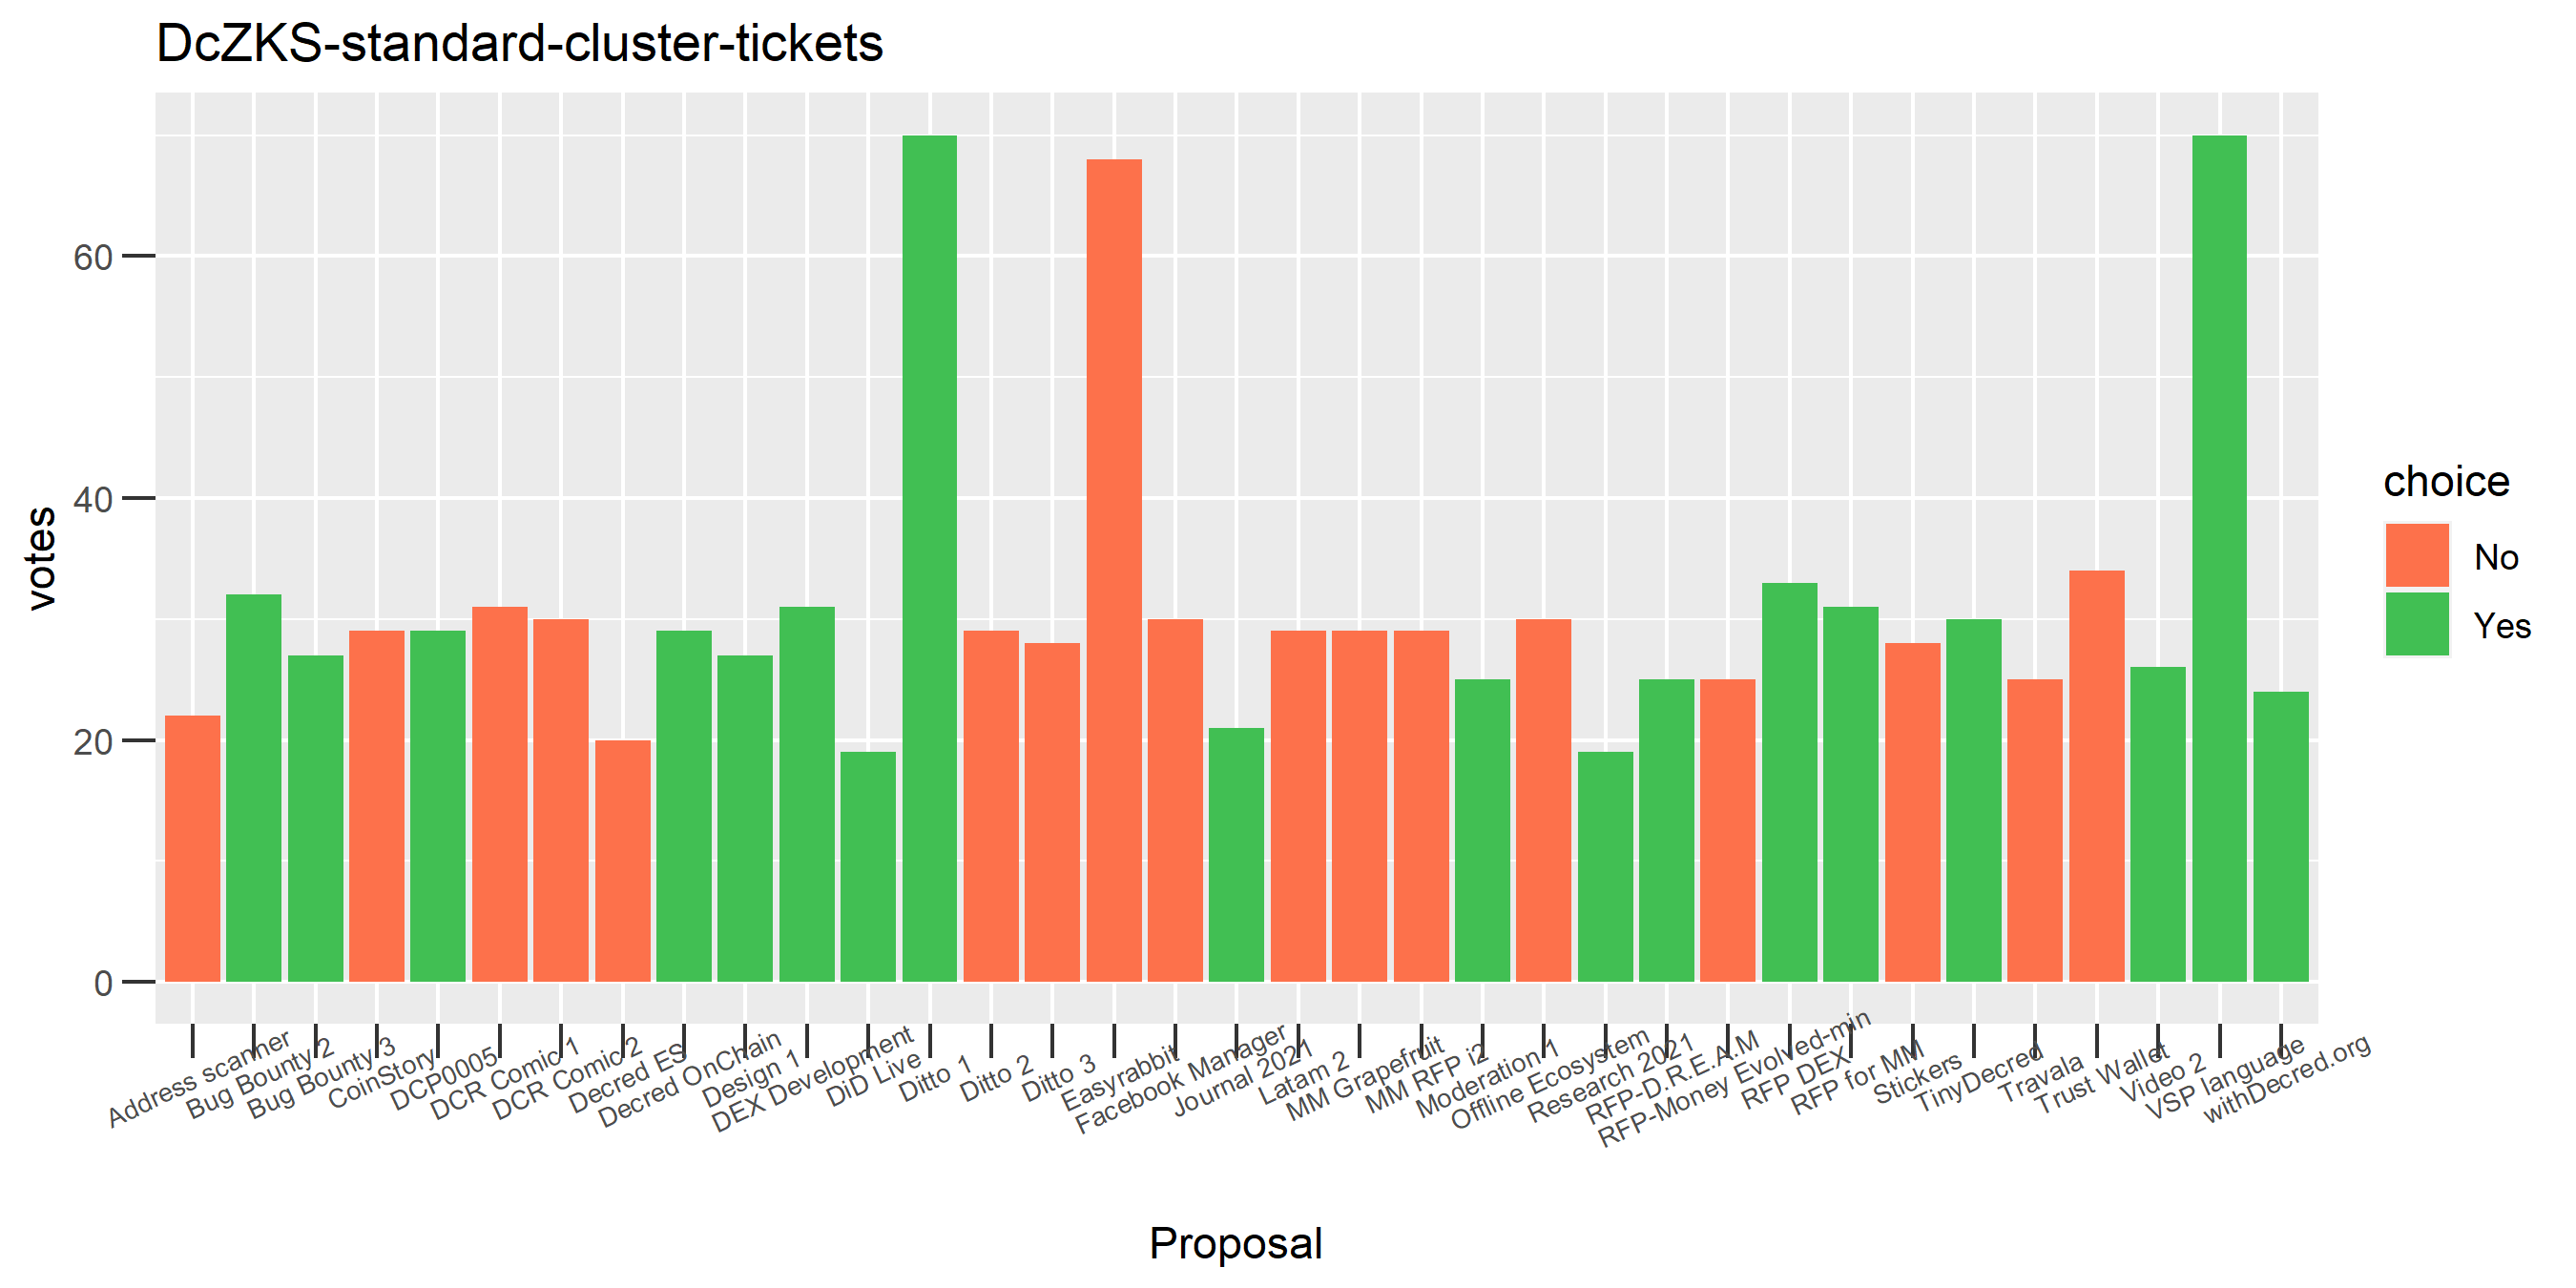 DcZKS-standard-cluster-tickets
votes
60
40
20
0
Address scanner
Bug Bounty 2
Bug Bounty 3
CoinStory
DCP0005
DCR Comic 1
DCR Comic 2
Decred ES
Decred OnChain
Design 1
DEX Development
DiD Live
Ditto 1
Ditto 2
Ditto 3
Easyrabbit
Facebook Manager
Journal 2021
Latam 2
MM Grapefruit
MM RFP i2
Moderation 1
Offline Ecosystem
Research 2021
RFP-D.R.E.A.M
RFP-Money Evolved-min
RFP DEX
RFP for MM
Stickers
TinyDecred
Travala
Trust Wallet
Video 2
VSP language
withDecred.org
Proposal
choice
No
Yes